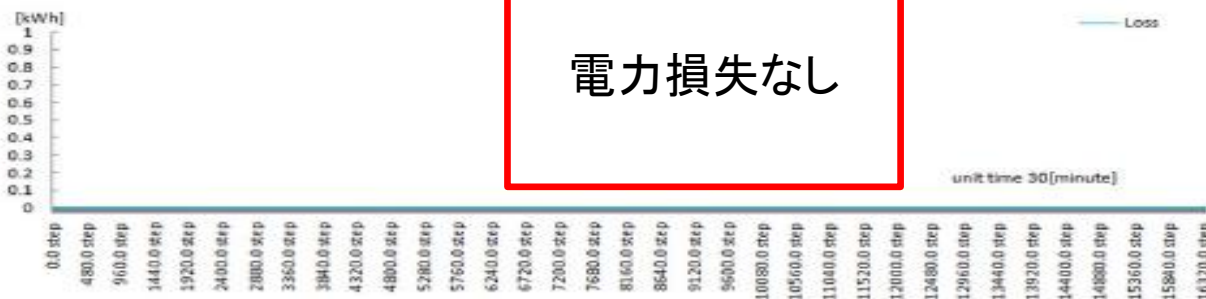 [kWh]
1
0.9
0.8
0.7
0.6
0.5
0.4
0.3
0.2
0.1
0
電力損失なし
Loss
unit time 30[minute]
0.0 step
480.0 step
960.0 step
1440.0 step
1920.0 step
2400.0 step
2880.0 step
3360.0 step
3840.0 step
4320.0 step
4800.0 step
5280.0 step
5760.0 step
6240.0 step
6720.0 step
7200.0 step
7680.0 step
8160.0 step
8640.0 step
9120.0 step
9600.0 step
10080.0 step
10560.0 step
11040.0 step
11520.0 step
12000.0 step
12480.0 step
12960.0 step
13440.0 step
13920.0 step
14400.0 step
14880.0 step
15360.0 step
15840.0 step
16320.0 step